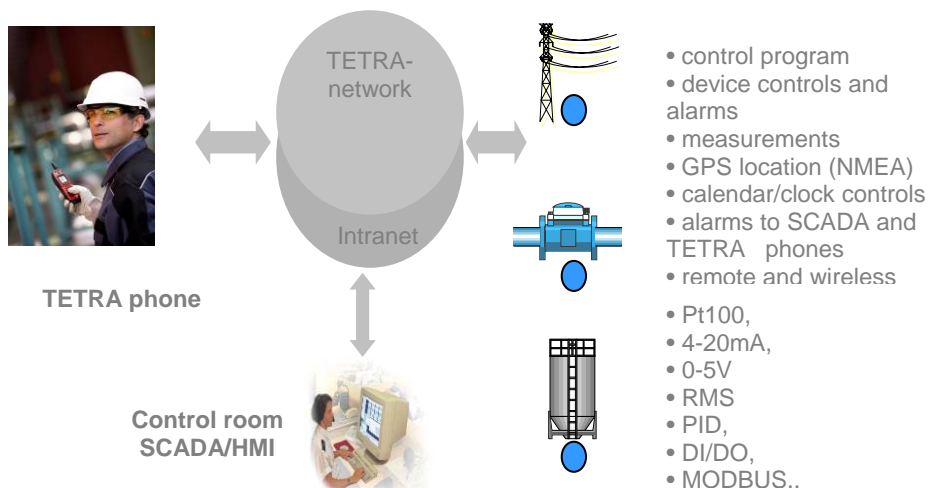 TETRA-
network
Intranet
TETRA phone
Control room
SCADA/HMI
• control program
• device controls and
alarms
• measurements
• GPS location (NMEA)
• calendar/clock controls
• alarms to SCADA and
TETRA phones
• remote and wireless
• Pt100,
• 4-20mA,
• 0-5V
• RMS
• PID,
• DI/DO,
• MODBUS..